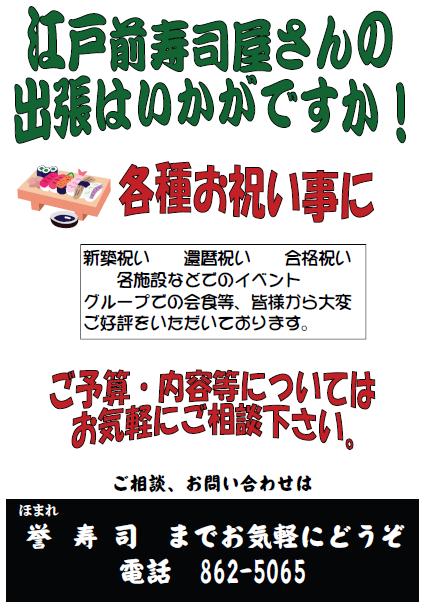 江戸前寿司屋さんの
出張はいかがですか！
各種お祝い事に
新築祝い　還暦祝い　合格祝い
各施設などでのイベント
グループでの会食等、皆様から大変
ご好評をいただいております。
ご予算・内容等については
お気軽にご相談下さい。
ご相談、お問い合わせは
ほまれ
誉 寿 司　までお気軽にどうぞ
電話　862-5065